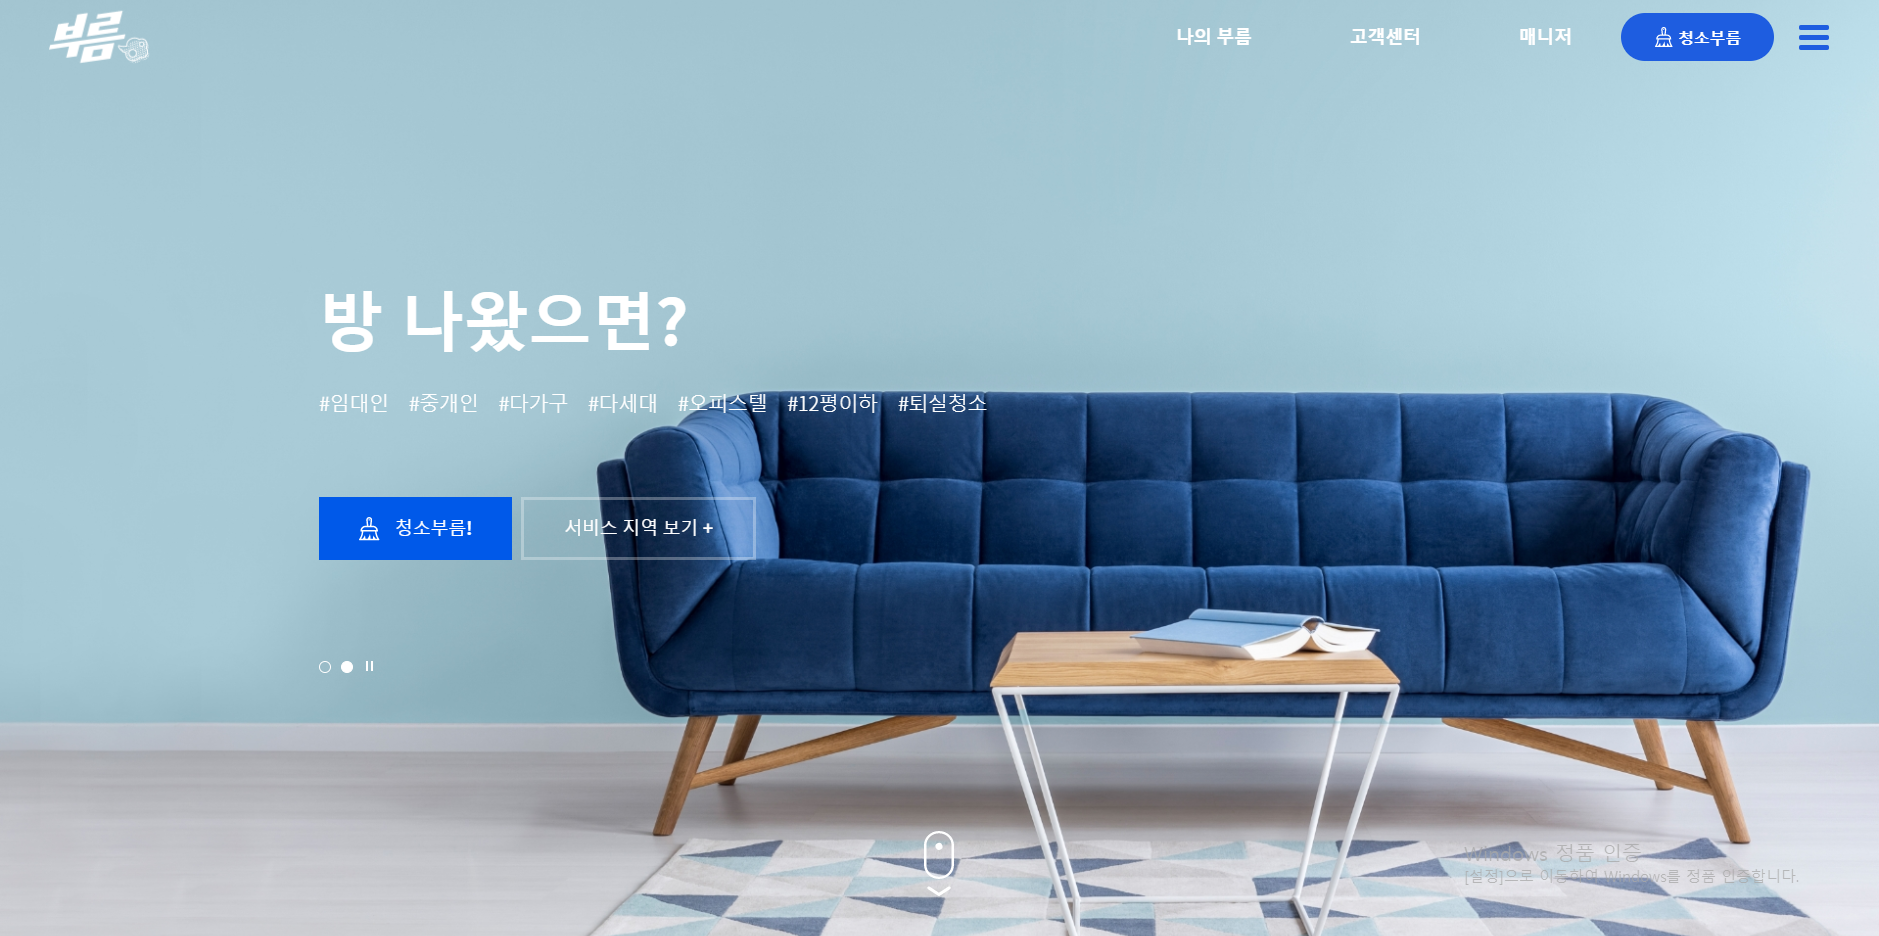 부름
나의 부름 고객센터 매니저 청소부름
방 나왔으면?
#임대인 #중개인 #다가구 #다세대 #오피스텔 #12평이하 #퇴실청소
청소부름! 서비스 지역 보기 +
Windows 정품 인증
[설정]으로 이동하여 Windows를 정품 인증합니다.